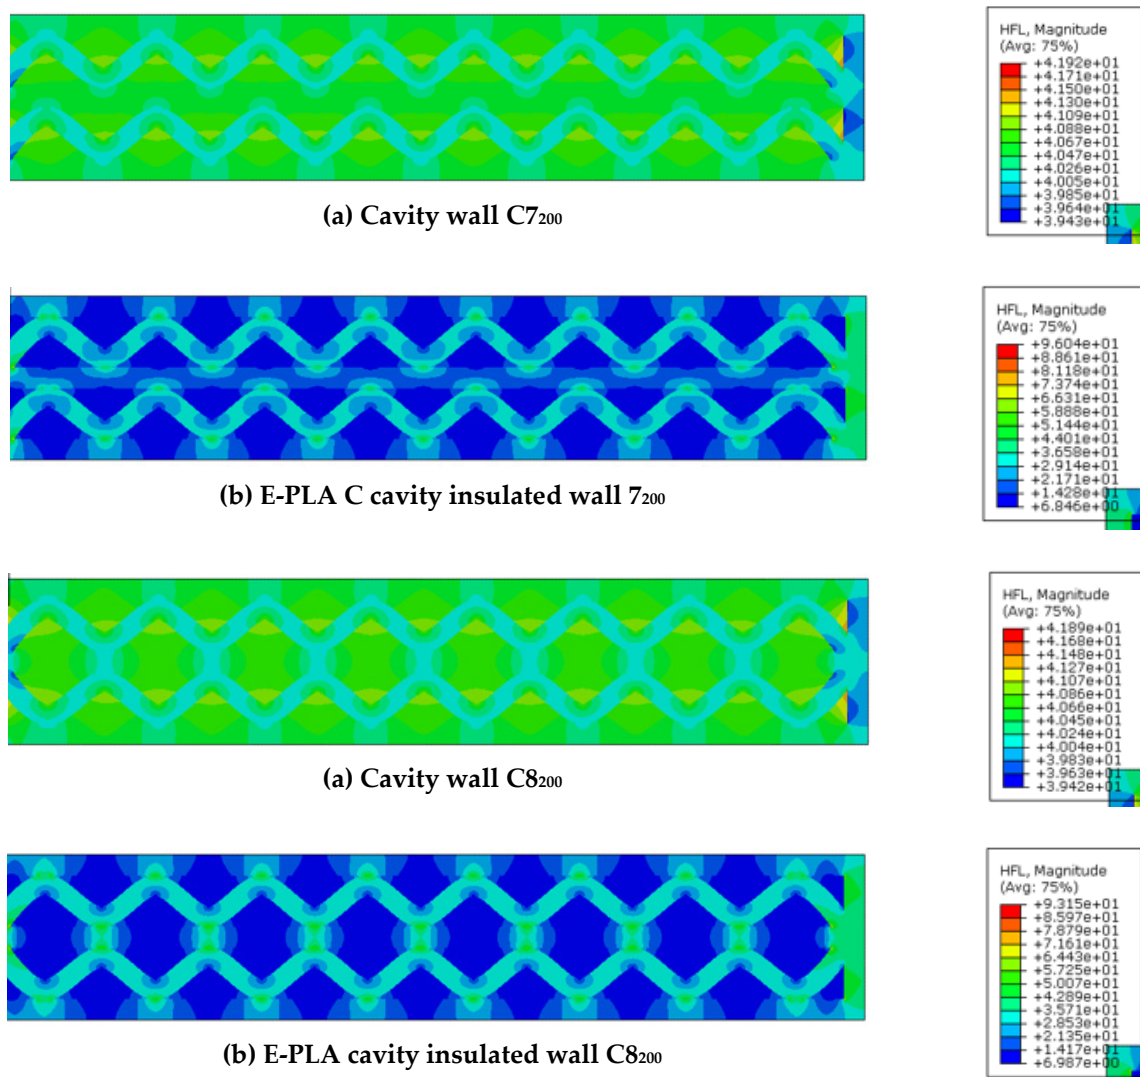 HFL, Magnitude
(Avg: 75%)
+4.192e+01
+4.171e+01
+4.150e+01
+4.130e+01
+4.109e+01
+4.088e+01
+4.067e+01
+4.047e+01
+4.026e+01
+4.005e+01
+3.985e+01
+3.964e+01
+3.943e+01
(a) Cavity wall C7200
HFL, Magnitude
(Avg: 75%)
+9.604e+01
+8.861e+01
+8.118e+01
+7.374e+01
+6.631e+01
+5.888e+01
+5.144e+01
+4.401e+01
+3.658e+01
+2.914e+01
+2.171e+01
+1.428e+01
+6.846e+00
(b) E-PLA C cavity insulated wall 7200
HFL, Magnitude
(Avg: 75%)
+4.189e+01
+4.168e+01
+4.148e+01
+4.127e+01
+4.107e+01
+4.086e+01
+4.066e+01
+4.045e+01
+4.024e+01
+4.004e+01
+3.983e+01
+3.963e+01
+3.942e+01
(a) Cavity wall C8200
HFL, Magnitude
(Avg: 75%)
+9.315e+01
+8.597e+01
+7.879e+01
+7.161e+01
+6.443e+01
+5.725e+01
+5.007e+01
+4.289e+01
+3.571e+01
+2.853e+01
+2.135e+01
+1.417e+01
+6.987e+00
(b) E-PLA cavity insulated wall C8200